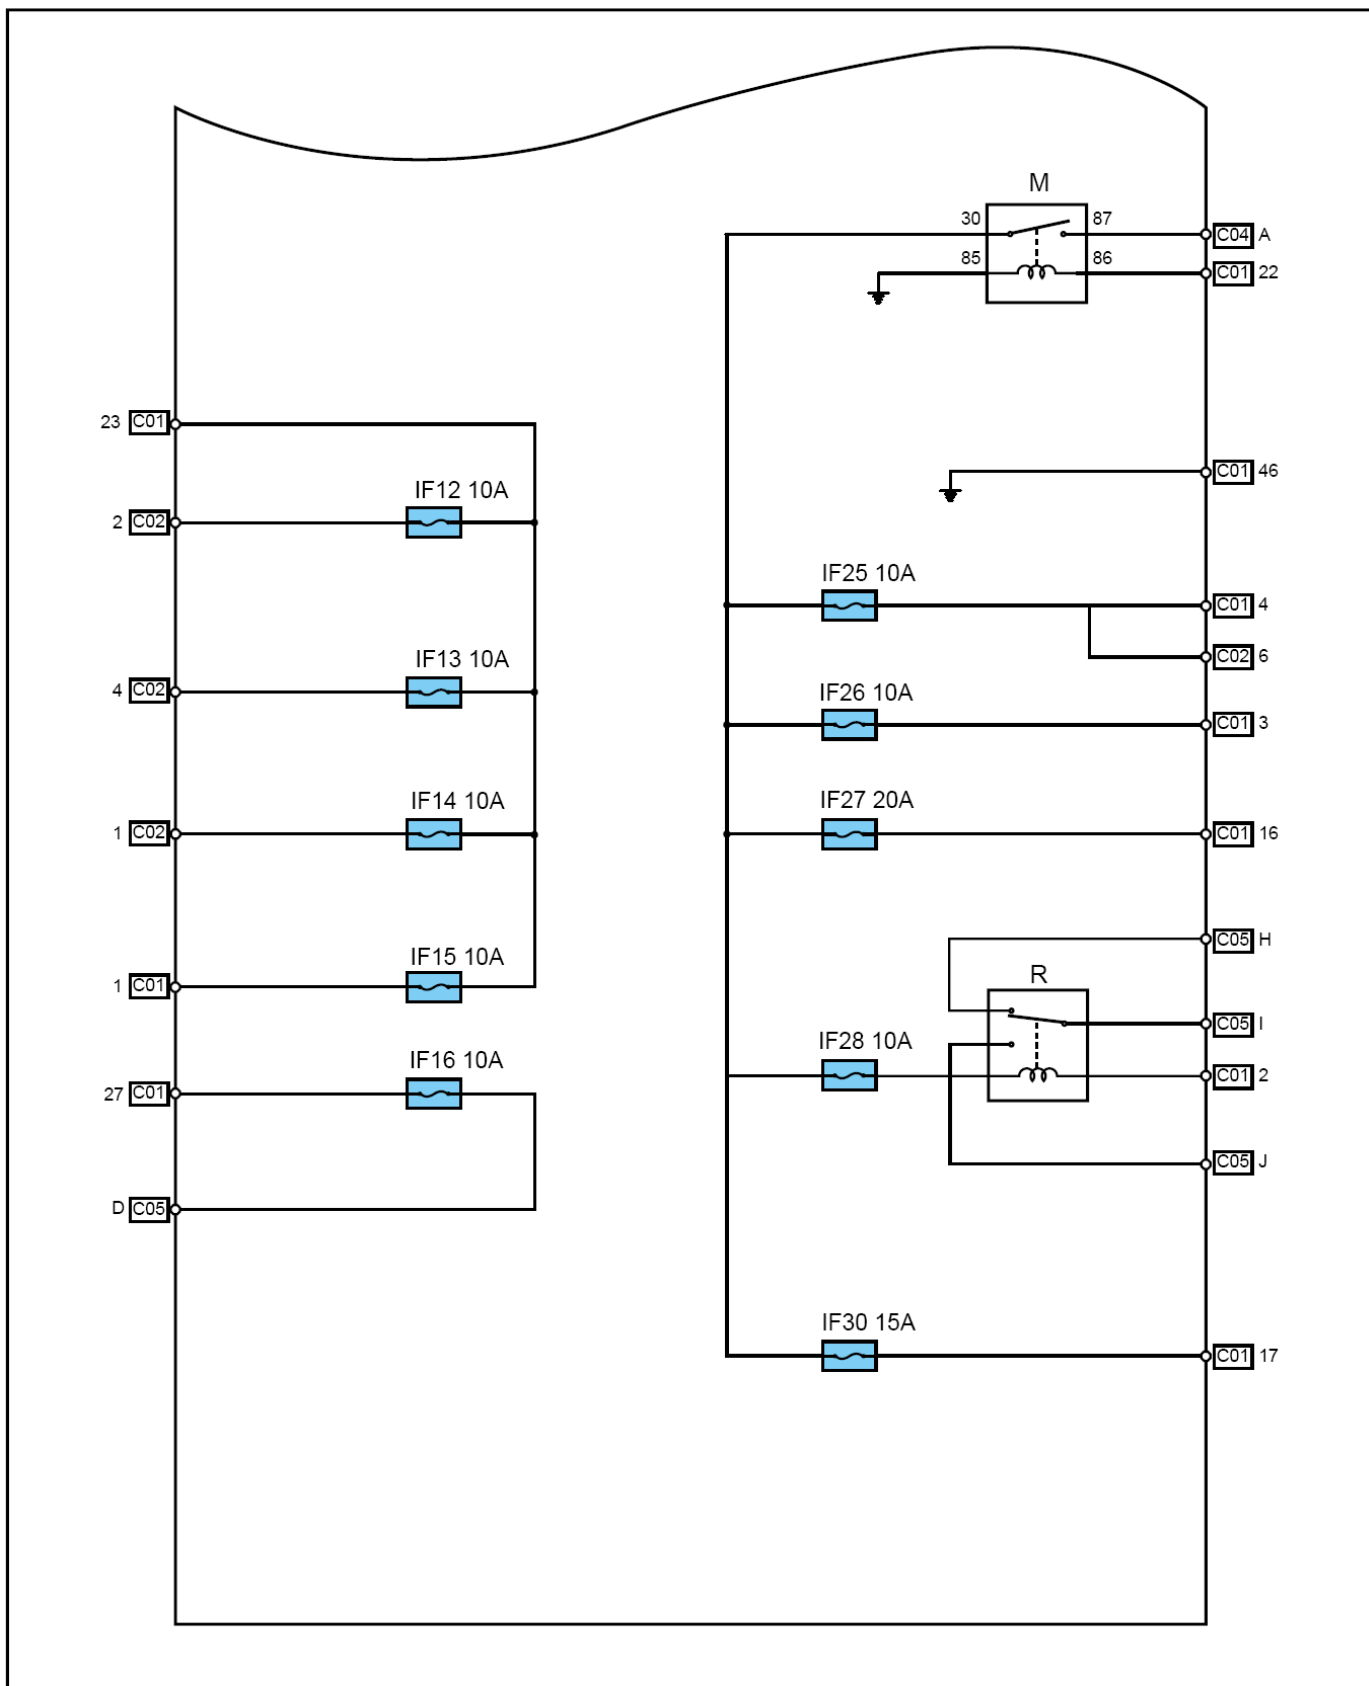 M
30 87 C04 A
85 86 C01 22
23 C01
C01 46
IF12 10A
2 C02
IF25 10A
C01 4
IF13 10A
C02 6
4 C02
IF26 10A
C01 3
IF14 10A
IF27 20A
1 C02
C01 16
C05 H
IF15 10A
R
1 C01
C05 I
IF28 10A
IF16 10A
C01 2
27 C01
C05 J
D C05
IF30 15A
C01 17